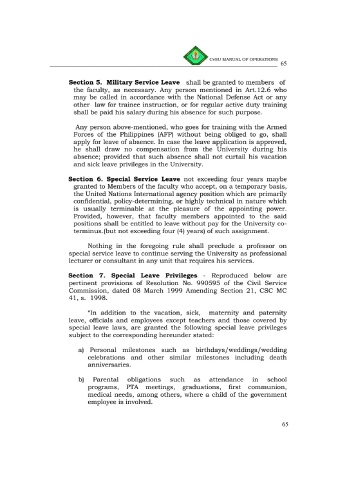 CHSU MANUAL OF OPERATIONS
65
Section 5. Military Service Leave shall be granted to members of
the faculty, as necessary. Any person mentioned in Art.12.6 who
may be called in accordance with the National Defense Act or any
other law for trainee instruction, or for regular active duty training
shall be paid his salary during his absence for such purpose.
Any person above-mentioned, who goes for training with the Armed
Forces of the Philippines (AFP) without being obliged to go, shall
apply for leave of absence. In case the leave application is approved,
he shall draw no compensation from the University during his
absence; provided that such absence shall not curtail his vacation
and sick leave privileges in the University.
Section 6. Special Service Leave not exceeding four years maybe
granted to Members of the faculty who accept, on a temporary basis,
the United Nations International agency position which are primarily
confidential, policy-determining, or highly technical in nature which
is usually terminable at the pleasure of the appointing power.
Provided, however, that faculty members appointed to the said
positions shall be entitled to leave without pay for the University co-
terminus.(but not exceeding four (4) years) of such assignment.
Nothing in the foregoing rule shall preclude a professor on
special service leave to continue serving the University as professional
lecturer or consultant in any unit that requires his services.
Section 7. Special Leave Privileges - Reproduced below are
pertinent provisions of Resolution No. 990595 of the Civil Service
Commission, dated 08 March 1999 Amending Section 21, CSC MC
41, s. 1998.
"In addition to the vacation, sick, maternity and paternity
leave, officials and employees except teachers and those covered by
special leave laws, are granted the following special leave privileges
subject to the corresponding hereunder stated:
a) Personal milestones such as birthdays/weddings/wedding
celebrations and other similar milestones including death
anniversaries.
b) Parental obligations such as attendance in school
programs, PTA meetings, graduations, first communion,
medical needs, among others, where a child of the government
employee is involved.
65